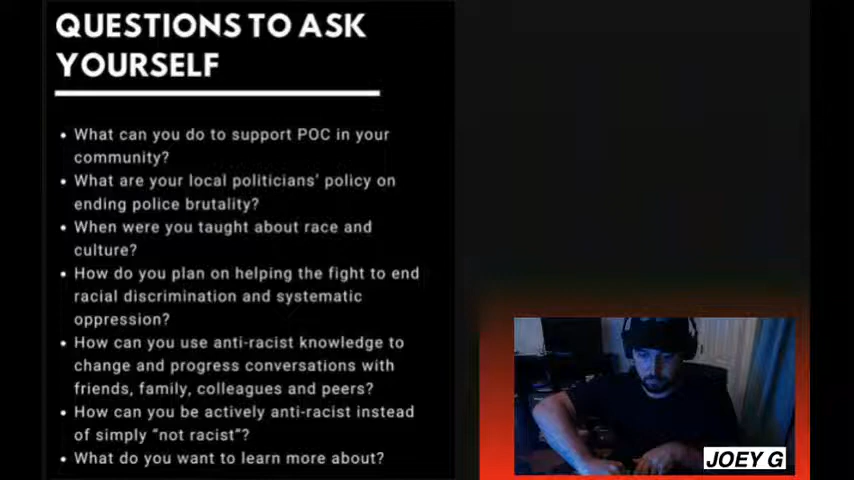 QUESTIONS TO ASK
YOURSELF
• What can you do to support POC in your
community?
• What are your local politicians' policy on
ending police brutality?
• When were you taught about race and
culture?
• How do you plan on helping the fight to end
racial discrimination and systematic
oppression?
• How can you use anti-racist knowledge to
change and progress conversations with
friends, family, colleagues and peers?
• How can you be actively anti-racist instead
of simply "not racist"?
• What do you want to learn more about?
JOEY G